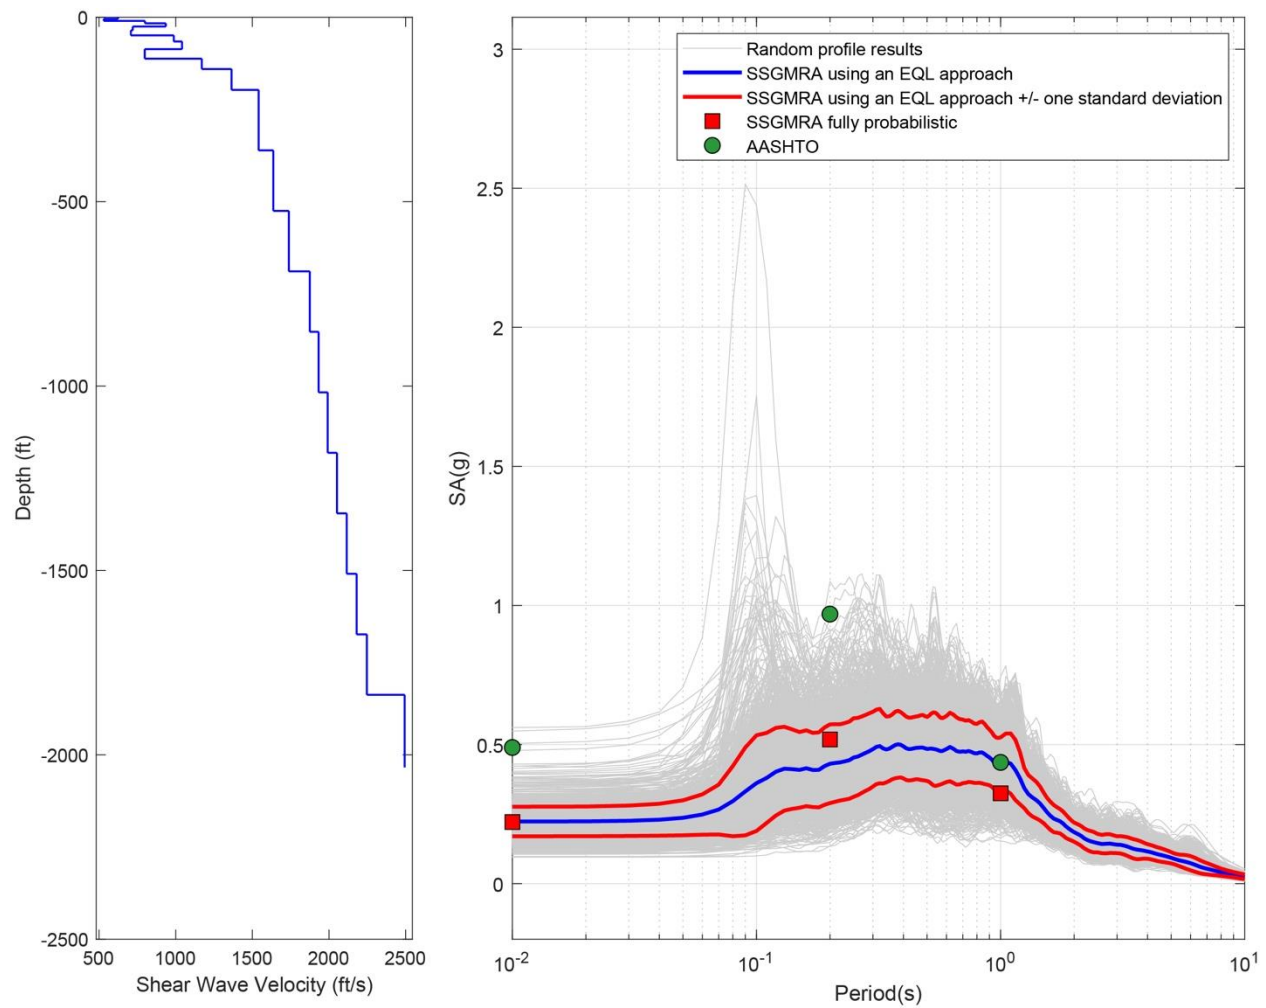 0
-500
-1000
-1500
-2000
-2500
Depth (ft)
500 1000 1500 2000 2500
Shear Wave Velocity (ft/s)
3
2.5
2
1.5
1
0.5
0
SA(g)
Random profile results
SSGMRA using an EQL approach
SSGMRA using an EQL approach +/- one standard deviation
SSGMRA fully probabilistic
AASHTO
10-2 10-1 100 101
Period(s)